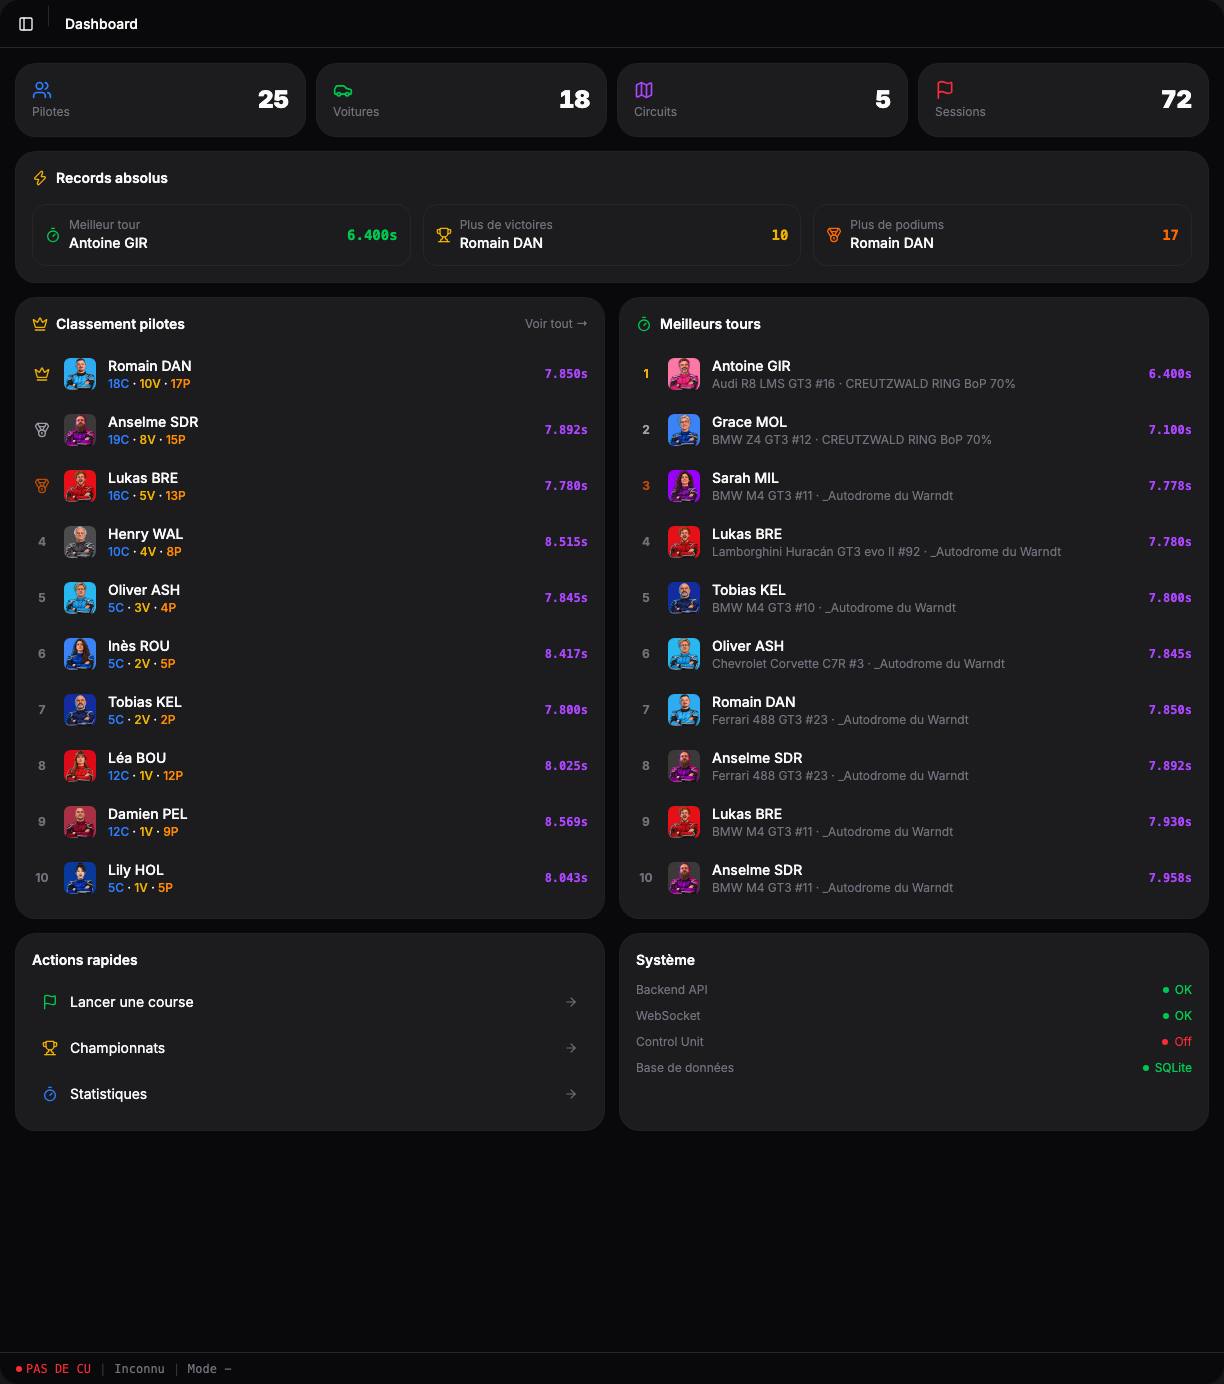 Dashboard
Pilotes
25
Voitures
18
Circuits
5
Sessions
72
Records absolus
Meilleur tour
Antoine GIR
6.400s
Plus de victoires
Romain DAN
10
Plus de podiums
Romain DAN
17
Classement pilotes
Voir tout →
Romain DAN
18C · 10V · 17P
7.850s
Anselme SDR
19C · 8V · 15P
7.892s
Lukas BRE
16C · 5V · 13P
7.780s
4
Henry WAL
10C · 4V · 8P
8.515s
5
Oliver ASH
5C · 3V · 4P
7.845s
6
Inès ROU
5C · 2V · 5P
8.417s
7
Tobias KEL
5C · 2V · 2P
7.800s
8
Léa BOU
12C · 1V · 12P
8.025s
9
Damien PEL
12C · 1V · 9P
8.569s
10
Lily HOL
5C · 1V · 5P
8.043s
Meilleurs tours
1
Antoine GIR
Audi R8 LMS GT3 #16 · CREUTZWALD RING BoP 70%
6.400s
2
Grace MOL
BMW Z4 GT3 #12 · CREUTZWALD RING BoP 70%
7.100s
3
Sarah MIL
BMW M4 GT3 #11 · _Autodrome du Warndt
7.778s
4
Lukas BRE
Lamborghini Huracán GT3 evo II #92 · _Autodrome du Warndt
7.780s
5
Tobias KEL
BMW M4 GT3 #10 · _Autodrome du Warndt
7.800s
6
Oliver ASH
Chevrolet Corvette C7R #3 · _Autodrome du Warndt
7.845s
7
Romain DAN
Ferrari 488 GT3 #23 · _Autodrome du Warndt
7.850s
8
Anselme SDR
Ferrari 488 GT3 #23 · _Autodrome du Warndt
7.892s
9
Lukas BRE
BMW M4 GT3 #11 · _Autodrome du Warndt
7.930s
10
Anselme SDR
BMW M4 GT3 #11 · _Autodrome du Warndt
7.958s
Actions rapides
Lancer une course
Championnats
Statistiques
Système
Backend API
OK
WebSocket
OK
Control Unit
Off
Base de données
SQLite
PAS DE CU | Inconnu | Mode —